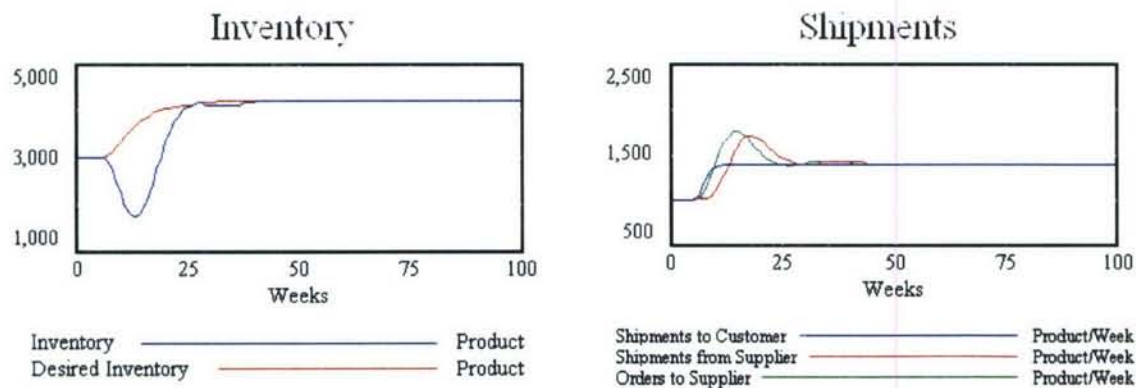 Inventory
5,000
3,000
1,000
0 25 50 75 100
Weeks
Inventory Product
Desired Inventory Product
Shipments
2,500
1,500
500
0 25 50 75 100
Weeks
Shipments to Customer Product/Week
Shipments from Supplier Product/Week
Orders to Supplier Product/Week